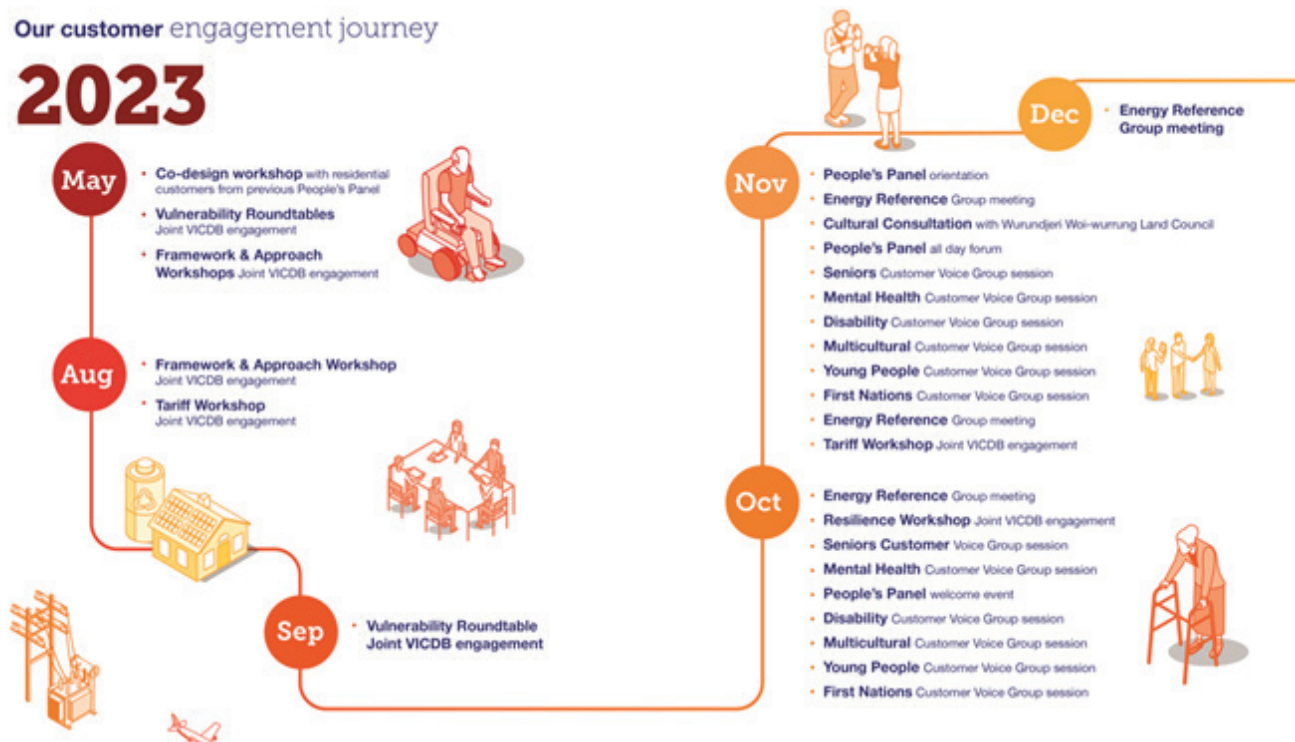 Our customer engagement journey
2023
May
Co-design workshop with residential
customers from previous People's Panel
Vulnerability Roundtables
Joint VICDB engagement
Framework & Approach
Workshops Joint VICDB engagement
Aug
Framework & Approach Workshop
Joint VICDB engagement
Tariff Workshop
Joint VICDB engagement
Sep
Vulnerability Roundtable
Joint VICDB engagement
Oct
Energy Reference Group meeting
Resilience Workshop Joint VICDB engagement
Seniors Customer Voice Group session
Mental Health Customer Voice Group session
People's Panel welcome event
Disability Customer Voice Group session
Multicultural Customer Voice Group session
Young People Customer Voice Group session
First Nations Customer Voice Group session
Nov
People's Panel orientation
Energy Reference Group meeting
Cultural Consultation with Wurundjeri Woi-wurrung Land Council
People's Panel all day forum
Seniors Customer Voice Group session
Mental Health Customer Voice Group session
Disability Customer Voice Group session
Multicultural Customer Voice Group session
Young People Customer Voice Group session
First Nations Customer Voice Group session
Energy Reference Group meeting
Tariff Workshop Joint VICDB engagement
Dec
Energy Reference
Group meeting